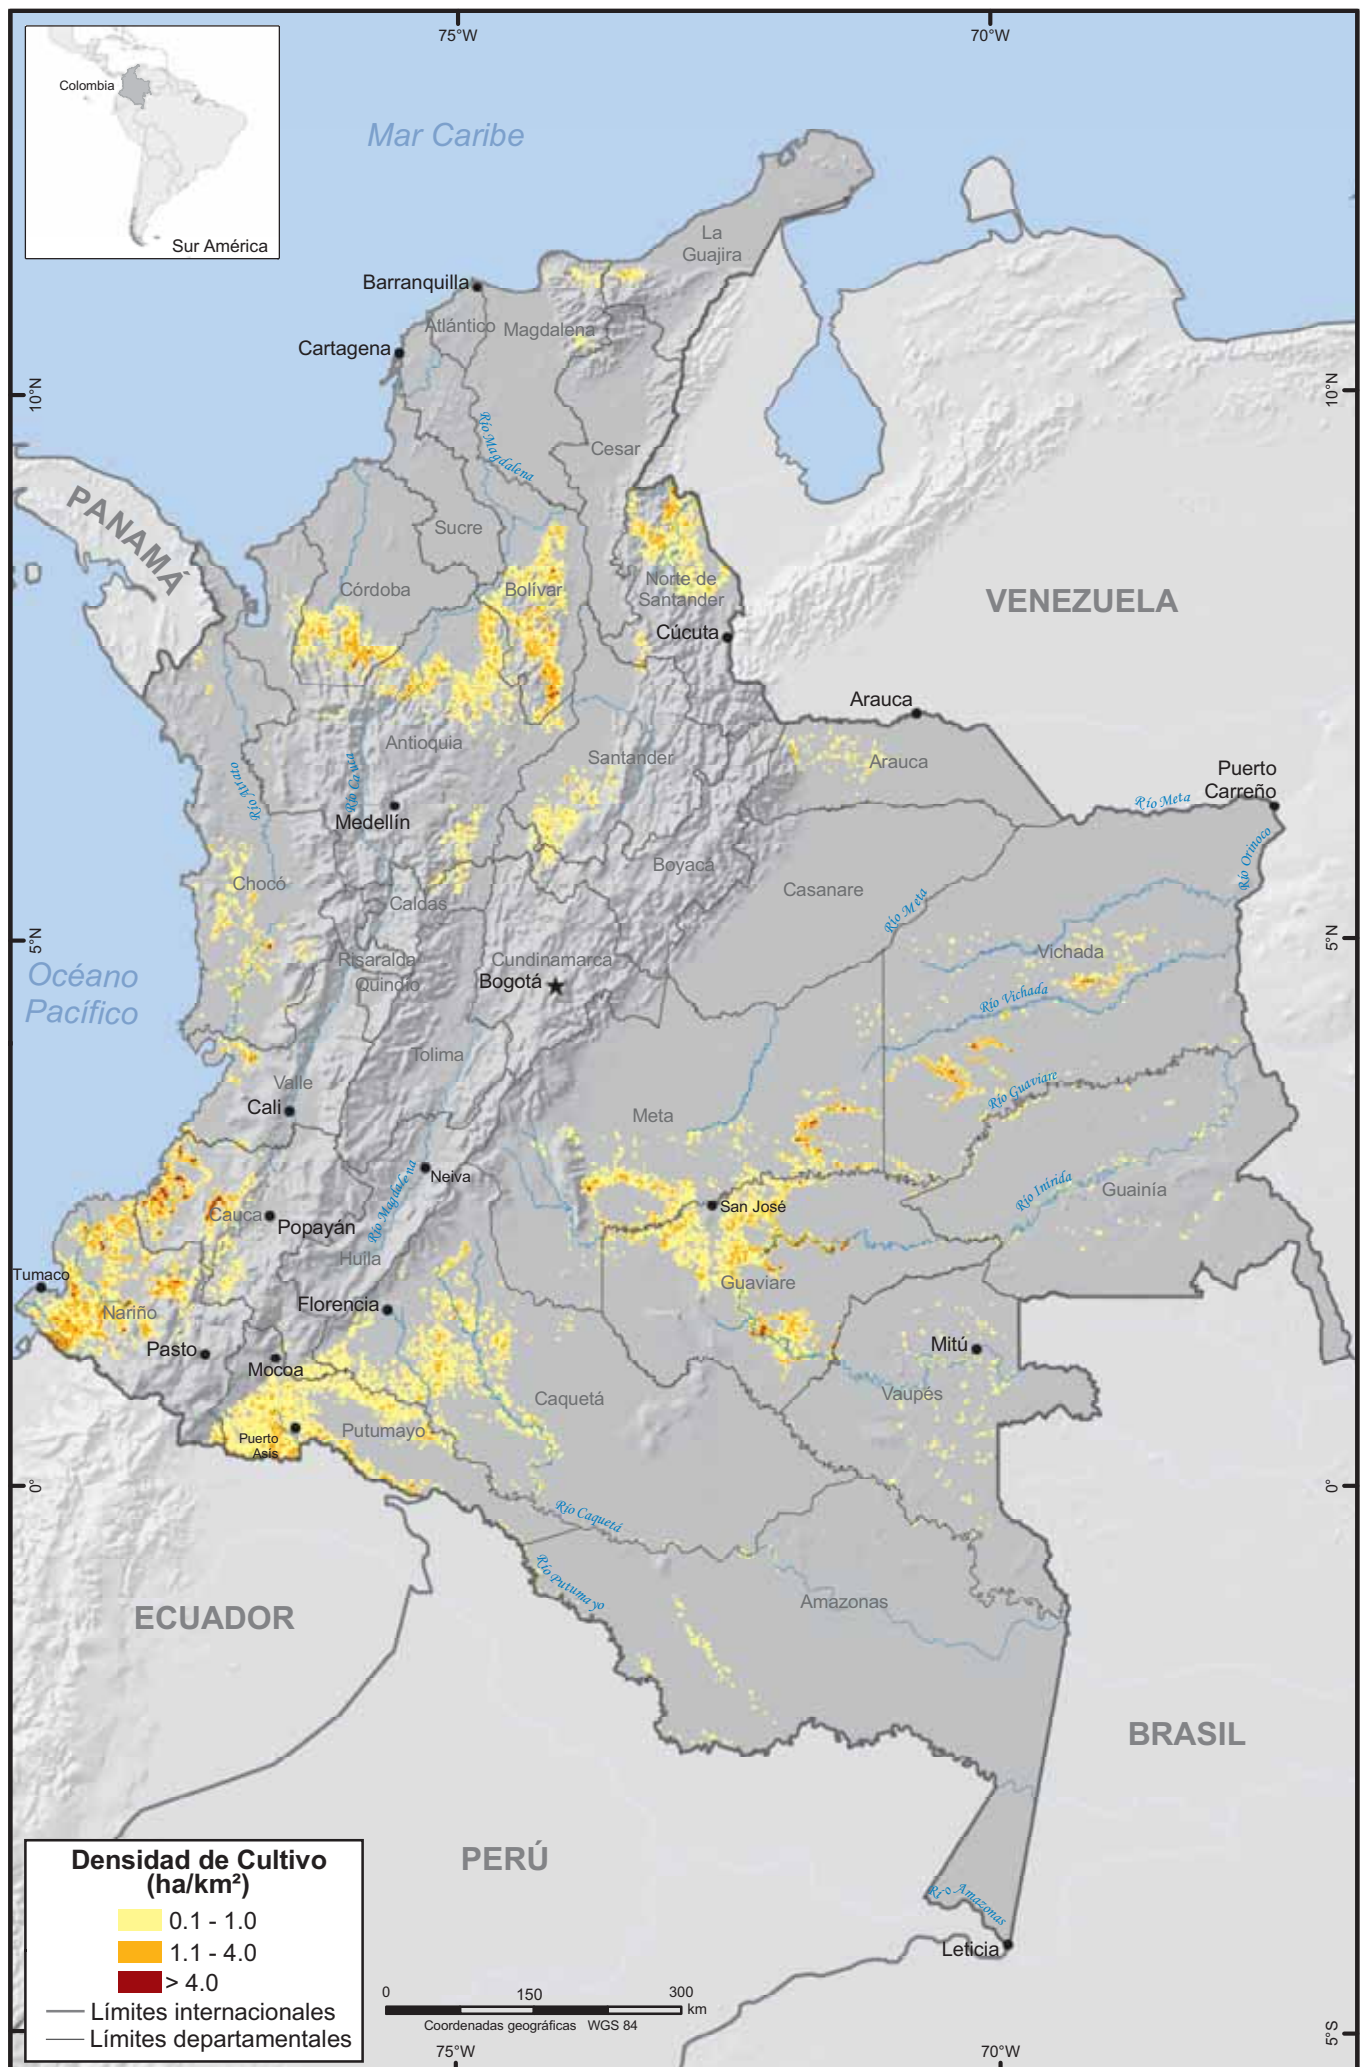 75°W
70°W
Colombia
Sur América
Mar Caribe
La
Guajira
Barranquilla
Atlántico
Magdalena
Cartagena
10°N
10°N
Río Magdalena
Cesar
PANAMÁ
Sucre
Córdoba
Bolívar
Norte de
Santander
VENEZUELA
Cúcuta
Arauca
Antioquia
Santander
Arauca
Río Atrato
Río Cauca
Puerto
Carreño
Río Meta
Medellín
Río Orinoco
Boyacá
Chocó
Caldas
Casanare
Río Meta
5°N
5°N
Vichada
Océano
Pacífico
Risaralda
Cundinamarca
Quindío
Bogotá
Río Vichada
Tolima
Valle
Río Guaviare
Cali
Meta
Neiva
Río Magdalena
Río Inírida
Guainía
Cauca
Popayán
San José
Huila
Tumaco
Guaviare
Nariño
Florencia
Pasto
Mocoa
Mitú
Caquetá
Vaupés
Putumayo
Puerto
Asís
0°
0°
Río Caquetá
Río Putumayo
Amazonas
ECUADOR
BRASIL
PERÚ
Río Amazonas
Leticia
Densidad de Cultivo
(ha/km²)
0.1 - 1.0
1.1 - 4.0
> 4.0
Límites internacionales
Límites departamentales
0 150 300
km
Coordenadas geográficas WGS 84
5°S
75°W
70°W